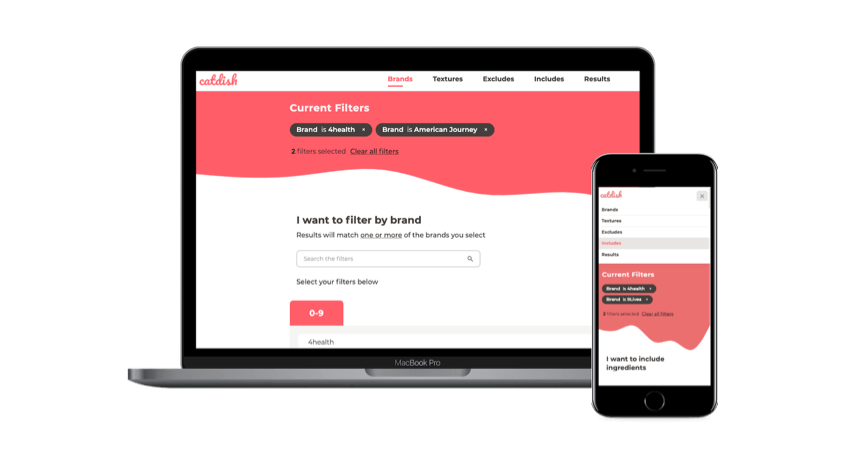 catdish
Brands Textures Excludes Includes Results
Current Filters
Brand is 4health × Brand is American Journey ×
2 filters selected Clear all filters
I want to filter by brand
Results will match one or more of the brands you select
Search the filters
Select your filters below
0-9
4health
MacBook Pro
catdish
×
Brands
Textures
Excludes
Includes
Results
Current Filters
Brand is 4health ×
Brand is 9Lives ×
2 filters selected Clear all filters
I want to include
ingredients